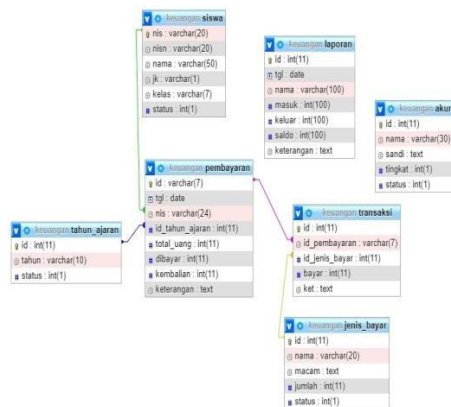 keuangan siswa
nis : varchar(20)
nisn : varchar(20)
nama : varchar(50)
jk : varchar(1)
kelas : varchar(7)
status : int(1)
keuangan laporan
id : int(11)
tgl : date
nama : varchar(100)
masuk : int(100)
keluar : int(100)
saldo : int(100)
keterangan : text
keuangan akun
id : int(11)
nama : varchar(30)
sandi : text
tingkat : int(1)
status : int(1)
keuangan pembayaran
id : varchar(7)
tgl : date
nis : varchar(24)
id_tahun_ajaran : int(11)
total_uang : int(11)
dibayar : int(11)
kembalian : int(11)
keterangan : text
keuangan tahun_ajaran
id : int(11)
tahun : varchar(10)
status : int(1)
keuangan transaksi
id : int(11)
id_pembayaran : varchar(7)
id_jenis_bayar : int(11)
bayar : int(11)
ket : text
keuangan jenis_bayar
id : int(11)
nama : varchar(20)
macam : text
jumlah : int(11)
status : int(1)